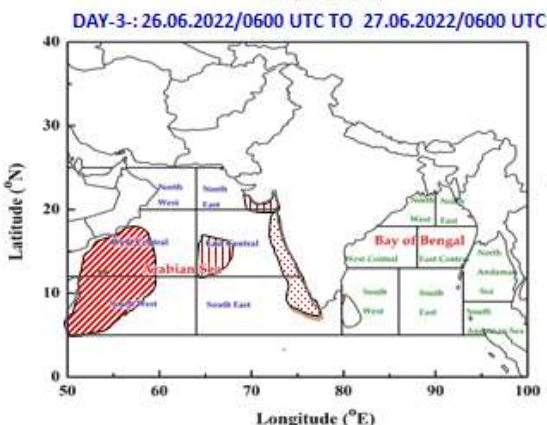 DAY-3-: 26.06.2022/0600 UTC TO 27.06.2022/0600 UTC
40
30
20
10
0
Latitude (°N)
North
West
North
East
West Central
East Central
Arabian Sea
South West
South East
North
West
North
East
Bay of Bengal
West Central
East Central
North
Andaman
Sea
South
West
South
East
South
Andaman Sea
50 60 70 80 90 100
Longitude (°E)